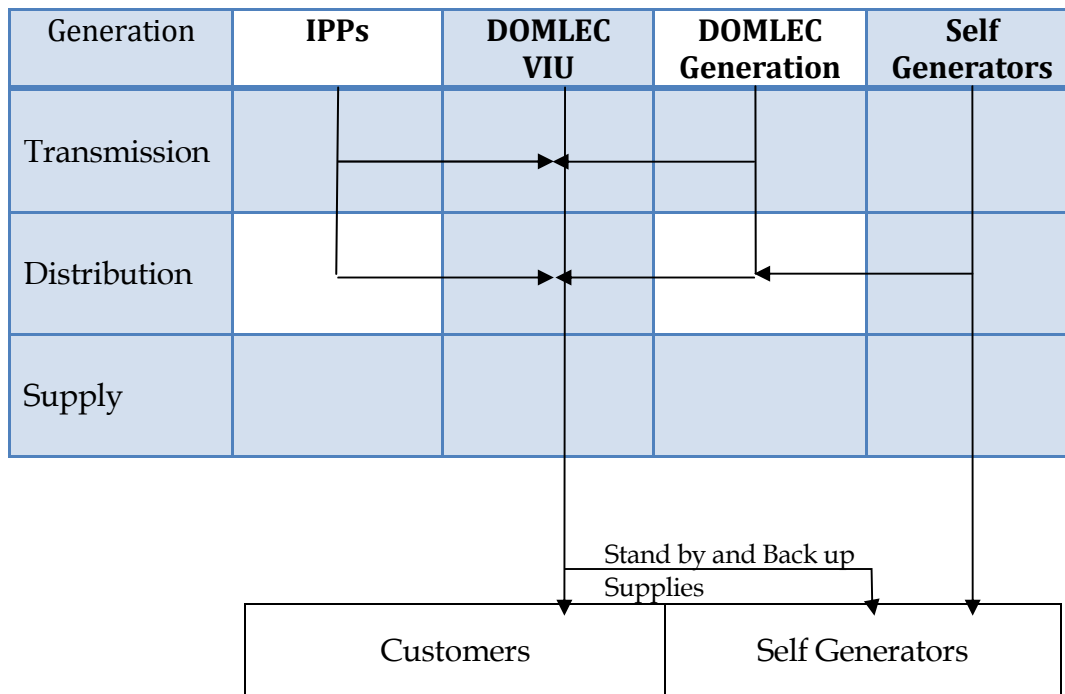 Generation
IPPs
DOMLEC
VIU
DOMLEC
Generation
Self
Generators
Transmission
Distribution
Supply
Stand by and Back up
Supplies
Customers
Self Generators